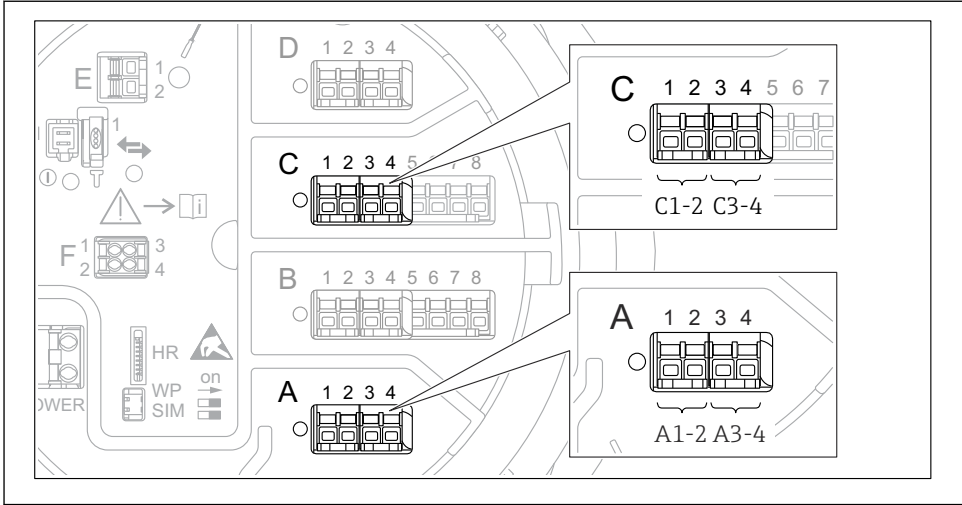 D 1 2 3 4
E 1
2
1
C 1 2 3 4 5 6 7 8
i
F 1 3
2 4
B 1 2 3 4 5 6 7 8
HR
WP on
SIM
OWER
A 1 2 3 4
C 1 2 3 4 5 6 7
C1-2 C3-4
A 1 2 3 4
A1-2 A3-4